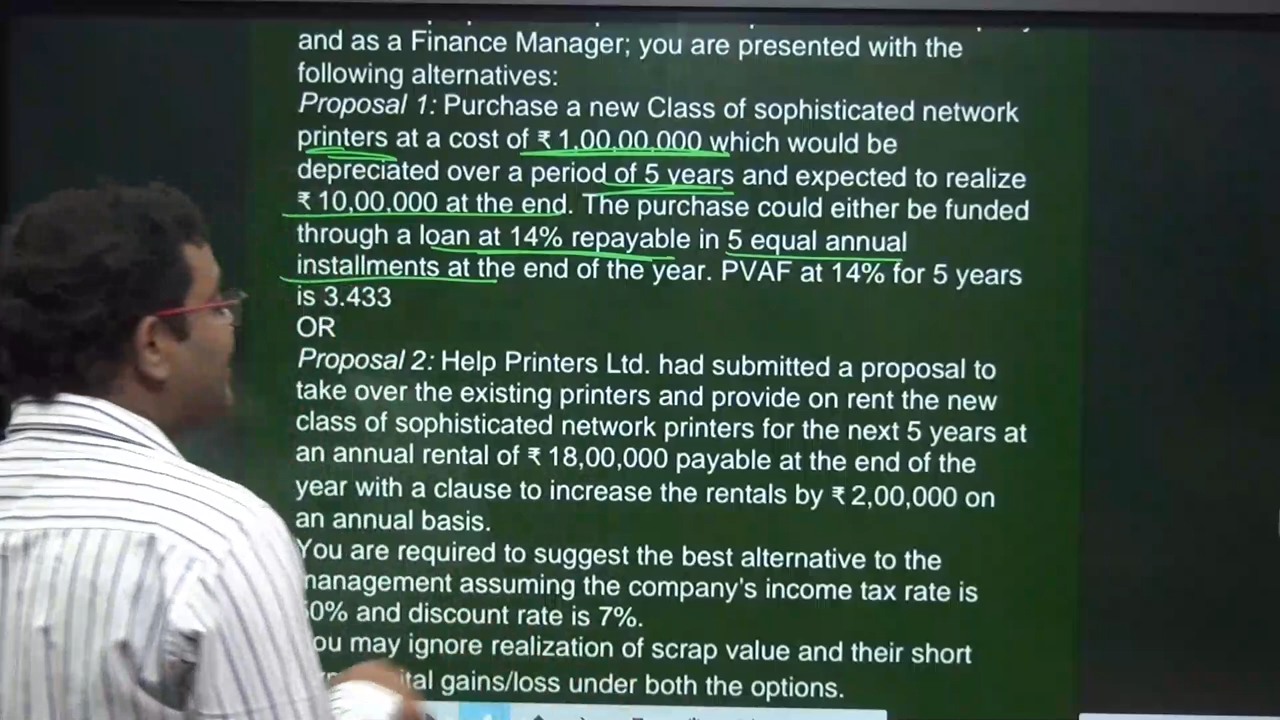 and as a Finance Manager; you are presented with the
following alternatives:
Proposal 1: Purchase a new Class of sophisticated network
printers at a cost of ₹ 1,00,00,000 which would be
depreciated over a period of 5 years and expected to realize
₹ 10,00,000 at the end. The purchase could either be funded
through a loan at 14% repayable in 5 equal annual
installments at the end of the year. PVAF at 14% for 5 years
is 3.433
OR
Proposal 2: Help Printers Ltd. had submitted a proposal to
take over the existing printers and provide on rent the new
class of sophisticated network printers for the next 5 years at
an annual rental of ₹ 18,00,000 payable at the end of the
year with a clause to increase the rentals by ₹ 2,00,000 on
an annual basis.
You are required to suggest the best alternative to the
management assuming the company's income tax rate is
and discount rate is 7%.
You may ignore realization of scrap value and their short
gains/loss under both the options.